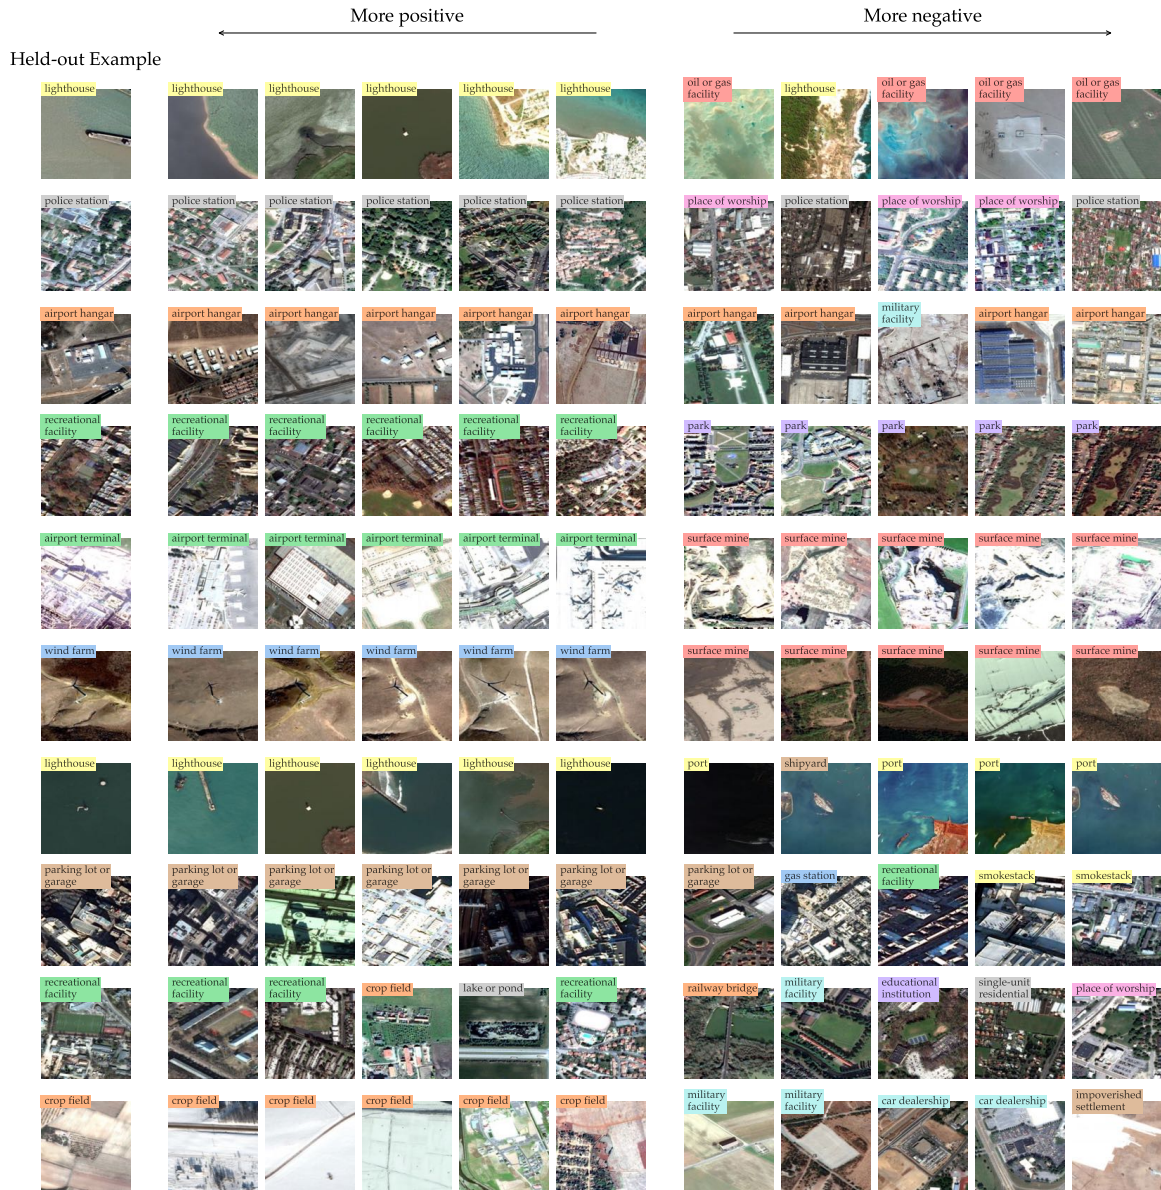 More positive
More negative
Held-out Example
lighthouse
lighthouse
lighthouse
lighthouse
lighthouse
lighthouse
oil or gas
facility
lighthouse
oil or gas
facility
oil or gas
facility
oil or gas
facility
police station
police station
police station
police station
police station
police station
place of worship
police station
place of worship
place of worship
police station
airport hangar
airport hangar
airport hangar
airport hangar
airport hangar
airport hangar
airport hangar
airport hangar
military
facility
airport hangar
airport hangar
recreational
facility
recreational
facility
recreational
facility
recreational
facility
recreational
facility
recreational
facility
park
park
park
park
park
airport terminal
airport terminal
airport terminal
airport terminal
airport terminal
airport terminal
surface mine
surface mine
surface mine
surface mine
surface mine
wind farm
wind farm
wind farm
wind farm
wind farm
wind farm
surface mine
surface mine
surface mine
surface mine
surface mine
lighthouse
lighthouse
lighthouse
lighthouse
lighthouse
lighthouse
port
shipyard
port
port
port
parking lot or
garage
parking lot or
garage
parking lot or
garage
parking lot or
garage
parking lot or
garage
parking lot or
garage
parking lot or
garage
gas station
recreational
facility
smokestack
smokestack
recreational
facility
recreational
facility
recreational
facility
crop field
lake or pond
recreational
facility
railway bridge
military
facility
educational
institution
single-unit
residential
place of worship
crop field
crop field
crop field
crop field
crop field
crop field
military
facility
military
facility
car dealership
car dealership
impoverished
settlement